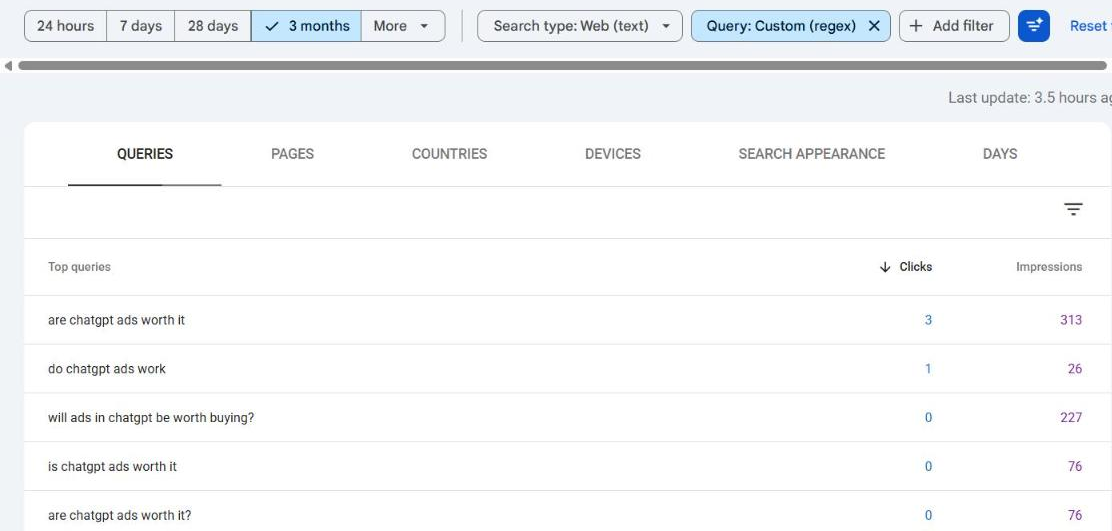 24 hours 7 days 28 days 3 months More Search type: Web (text) Query: Custom (regex) Add filter Reset
Last update: 3.5 hours
QUERIES PAGES COUNTRIES DEVICES SEARCH APPEARANCE DAYS
Top queries Clicks Impressions
are chatgpt ads worth it 3 313
do chatgpt ads work 1 26
will ads in chatgpt be worth buying? 0 227
is chatgpt ads worth it 0 76
are chatgpt ads worth it? 0 76